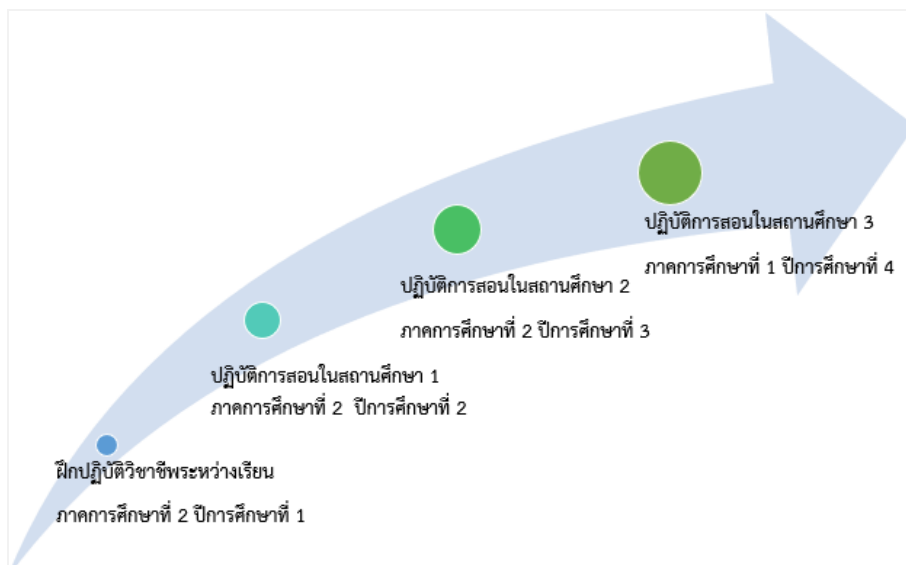 ปฏิบัติการสอนในสถานศึกษา 3
ภาคการศึกษาที่ 1 ปีการศึกษาที่ 4
ปฏิบัติการสอนในสถานศึกษา 2
ภาคการศึกษาที่ 2 ปีการศึกษาที่ 3
ปฏิบัติการสอนในสถานศึกษา 1
ภาคการศึกษาที่ 2 ปีการศึกษาที่ 2
ฝึกปฏิบัติวิชาชีพระหว่างเรียน
ภาคการศึกษาที่ 2 ปีการศึกษาที่ 1